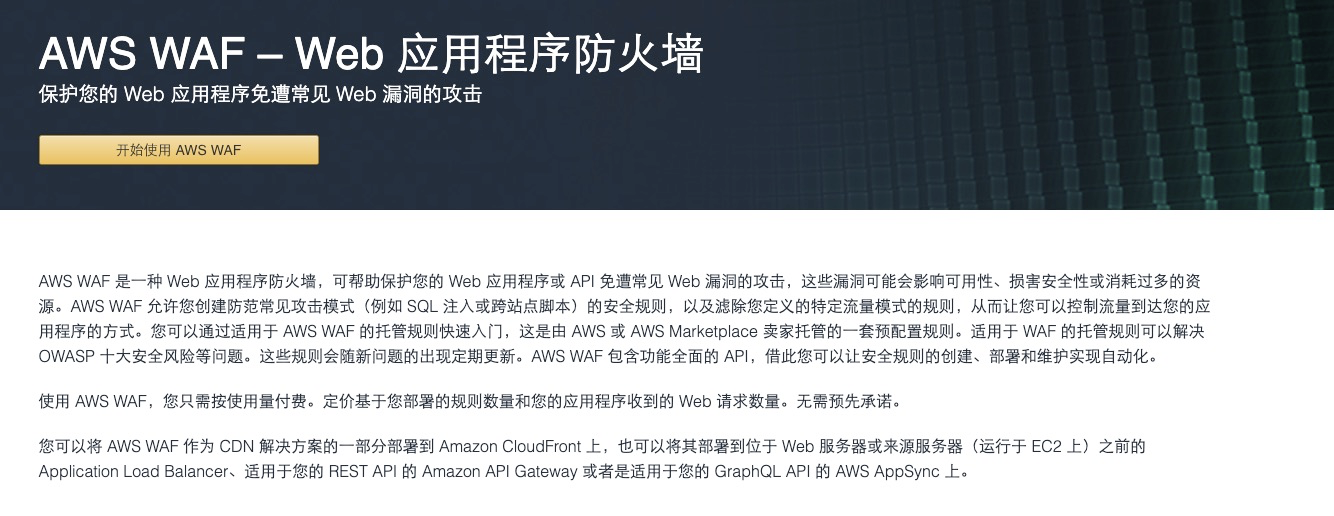 AWS WAF – Web 应用程序防火墙
保护您的 Web 应用程序免遭常见 Web 漏洞的攻击
开始使用 AWS WAF
AWS WAF 是一种 Web 应用程序防火墙，可帮助保护您的 Web 应用程序或 API 免遭常见 Web 漏洞的攻击，这些漏洞可能会影响可用性、损害安全性或消耗过多的资
源。AWS WAF 允许您创建防范常见攻击模式（例如 SQL 注入或跨站点脚本）的安全规则，以及滤除您定义的特定流量模式的规则，从而让您可以控制流量到达您的应
用程序的方式。您可以通过适用于 AWS WAF 的托管规则快速入门，这是由 AWS 或 AWS Marketplace 卖家托管的一套预配置规则。适用于 WAF 的托管规则可以解决
OWASP 十大安全风险等问题。这些规则会随新问题的出现定期更新。AWS WAF 包含功能全面的 API，借此您可以让安全规则的创建、部署和维护实现自动化。
使用 AWS WAF，您只需按使用量付费。定价基于您部署的规则数量和您的应用程序收到的 Web 请求数量。无需预先承诺。
您可以将 AWS WAF 作为 CDN 解决方案的一部分部署到 Amazon CloudFront 上，也可以将其部署到位于 Web 服务器或来源服务器（运行于 EC2 上）之前的
Application Load Balancer、适用于您的 REST API 的 Amazon API Gateway 或者是适用于您的 GraphQL API 的 AWS AppSync 上。